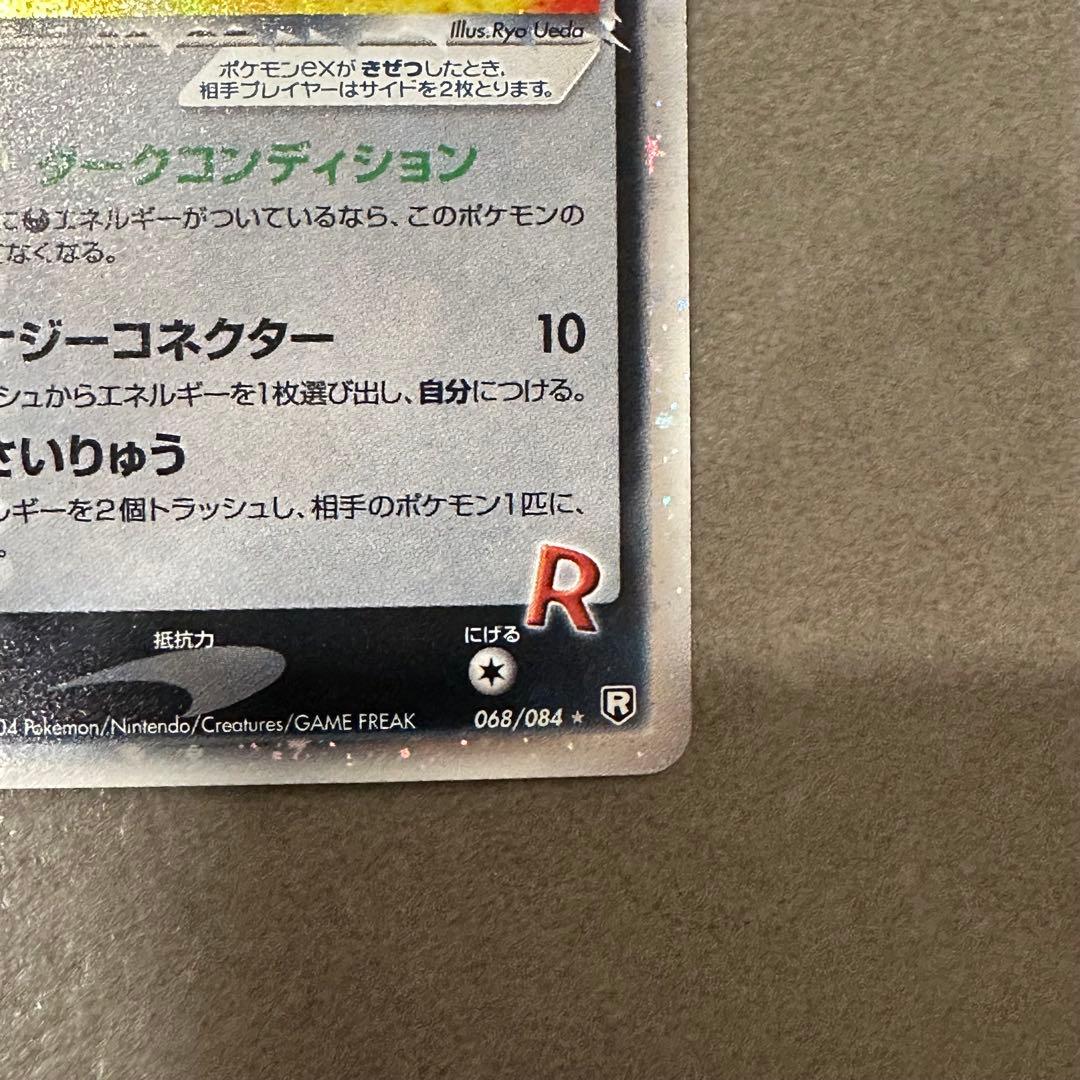 Illus.Ryo Ueda
ポケモンexが きぜつしたとき、
相手プレイヤーはサイドを2枚とります。
ダークコンディション
に エネルギーがついているなら、このポケモンの
なくなる。
ジーコネクター 10
シュからエネルギーを1枚選び出し、自分につける。
さいりゅう
ルギーを2個トラッシュし、相手のポケモン1匹に、
。
R
抵抗力 にげる
04 Pokémon/Nintendo/Creatures/GAME FREAK 068/084 ★ R